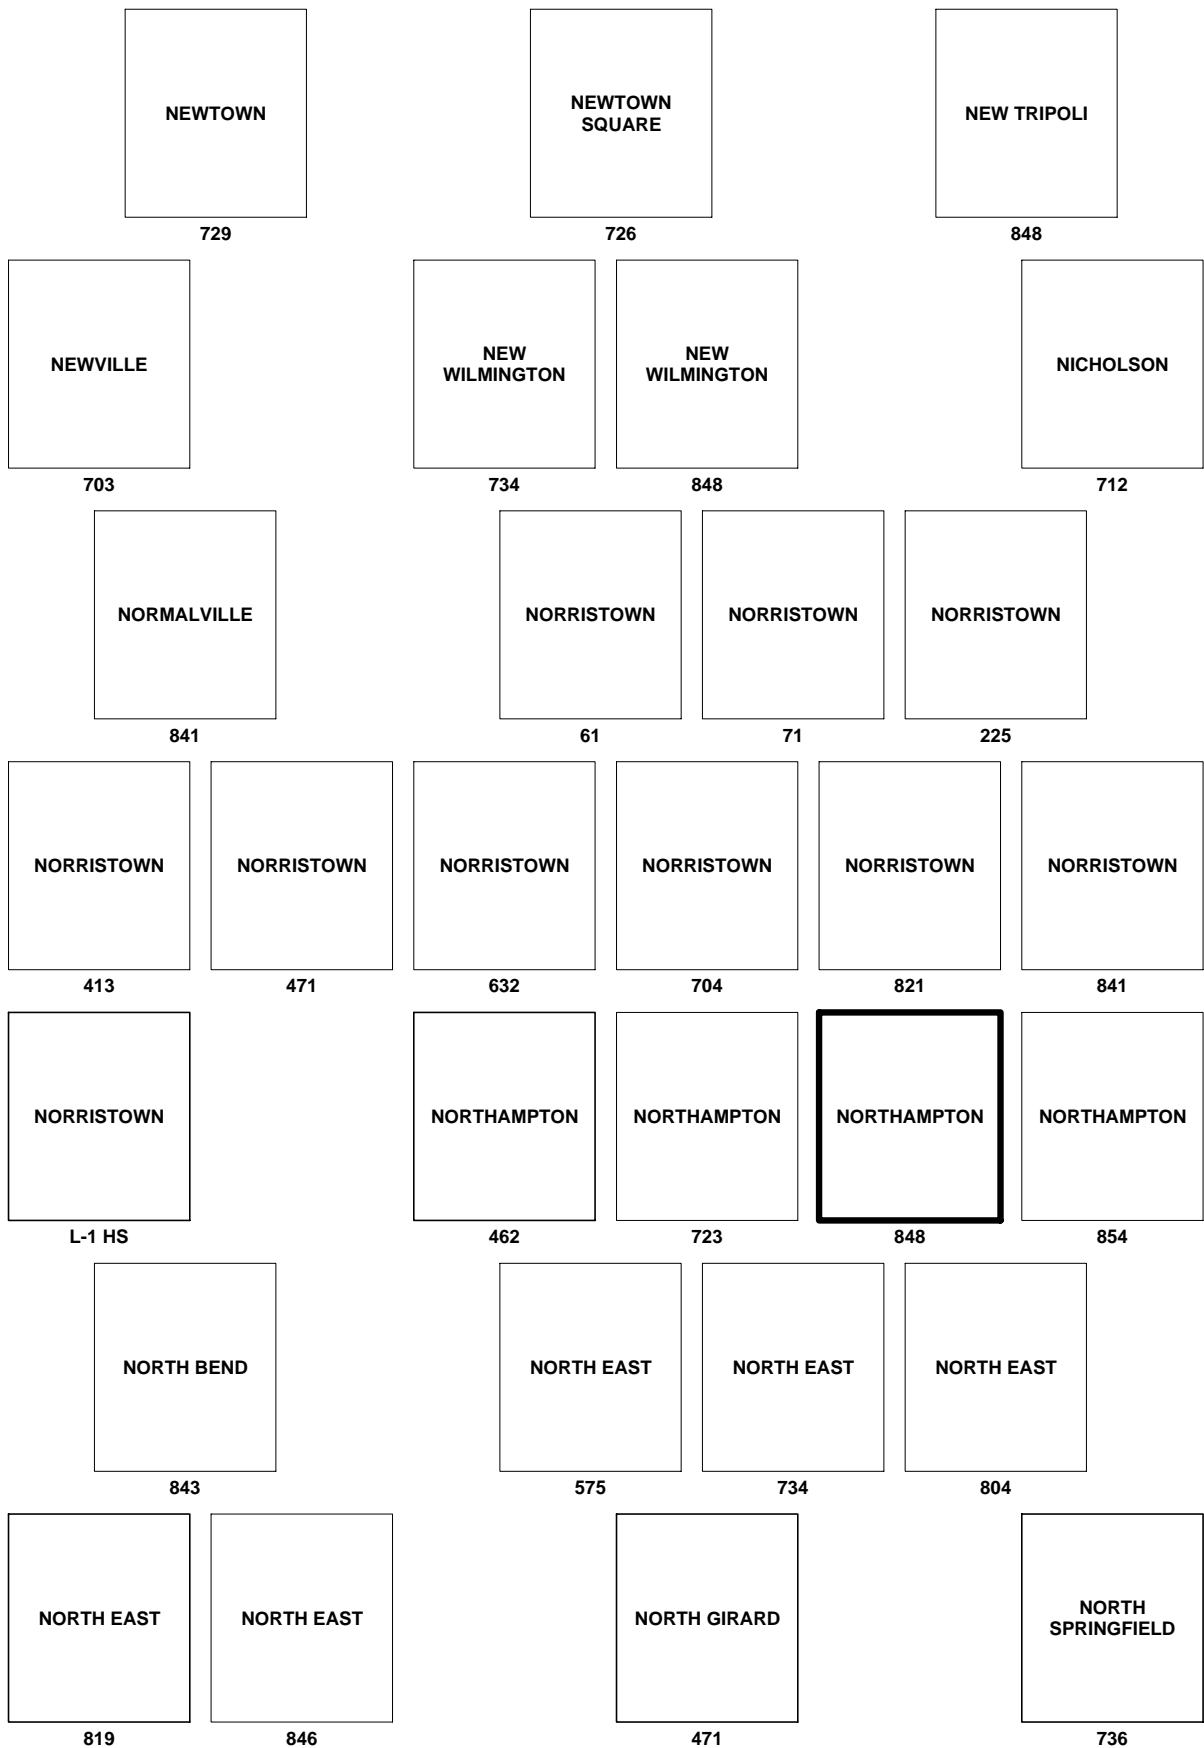 NEWTOWN
729
NEWTOWN
SQUARE
726
NEW TRIPOLI
848
NEWVILLE
703
NEW
WILMINGTON
734
NEW
WILMINGTON
848
NICHOLSON
712
NORMALVILLE
841
NORRISTOWN
61
NORRISTOWN
71
NORRISTOWN
225
NORRISTOWN
413
NORRISTOWN
471
NORRISTOWN
632
NORRISTOWN
704
NORRISTOWN
821
NORRISTOWN
841
NORRISTOWN
L-1 HS
NORTHAMPTON
462
NORTHAMPTON
723
NORTHAMPTON
848
NORTHAMPTON
854
NORTH BEND
843
NORTH EAST
575
NORTH EAST
734
NORTH EAST
804
NORTH EAST
819
NORTH EAST
846
NORTH GIRARD
471
NORTH
SPRINGFIELD
736